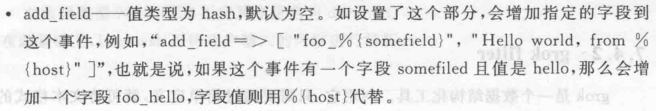 • add_field——值类型为 hash,默认为空。如设置了这个部分,会增加指定的字段到
这个事件,例如,“add_field=> [ "foo_%{somefield}", "Hello world, from %
{host}" ]”,也就是说,如果这个事件有一个字段 somefiled 且值是 hello,那么会增
加一个字段 foo_hello,字段值则用%{host}代替。